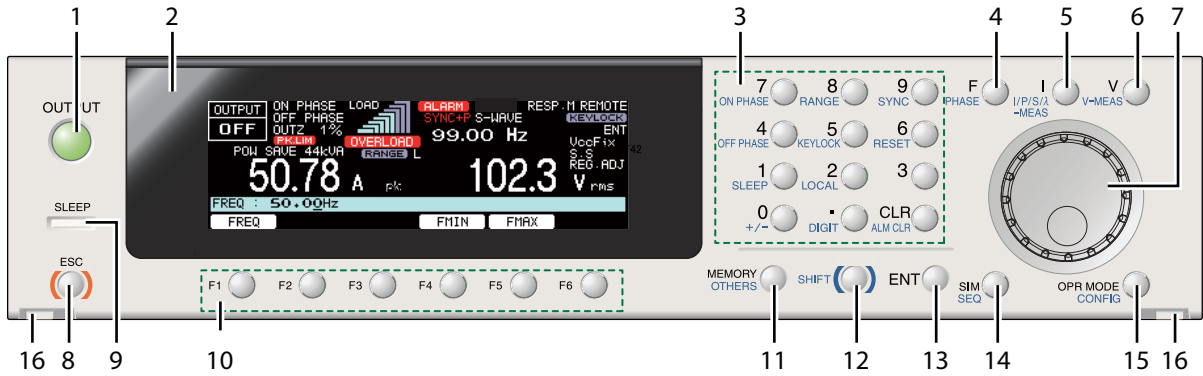 1 2 3 4 5 6 7
OUTPUT
OUTPUT ON PHASE LOAD ALARM RESP.M REMOTE
OFF OFF PHASE SYNC+P S-WAVE KEYLOCK
OUTZ 1% 99.00 Hz ENT
PK.LIM OVERLOAD VccFix
POW SAVE 44kVA RANGE L S.S 42
REG.ADJ
50.78 A pk 102.3 V rms
FREQ : 50.00Hz
FREQ FMIN FMAX
7 8 9
ON PHASE RANGE SYNC
4 5 6
OFF PHASE KEYLOCK RESET
1 2 3
SLEEP LOCAL
0 . CLR
+/- DIGIT ALM CLR
F I V
PHASE I/P/S/λ V-MEAS
-MEAS
SLEEP
ESC
F1 F2 F3 F4 F5 F6
MEMORY SHIFT ENT SIM OPR MODE
OTHERS SEQ CONFIG
16 8 9 10 11 12 13 14 15 16